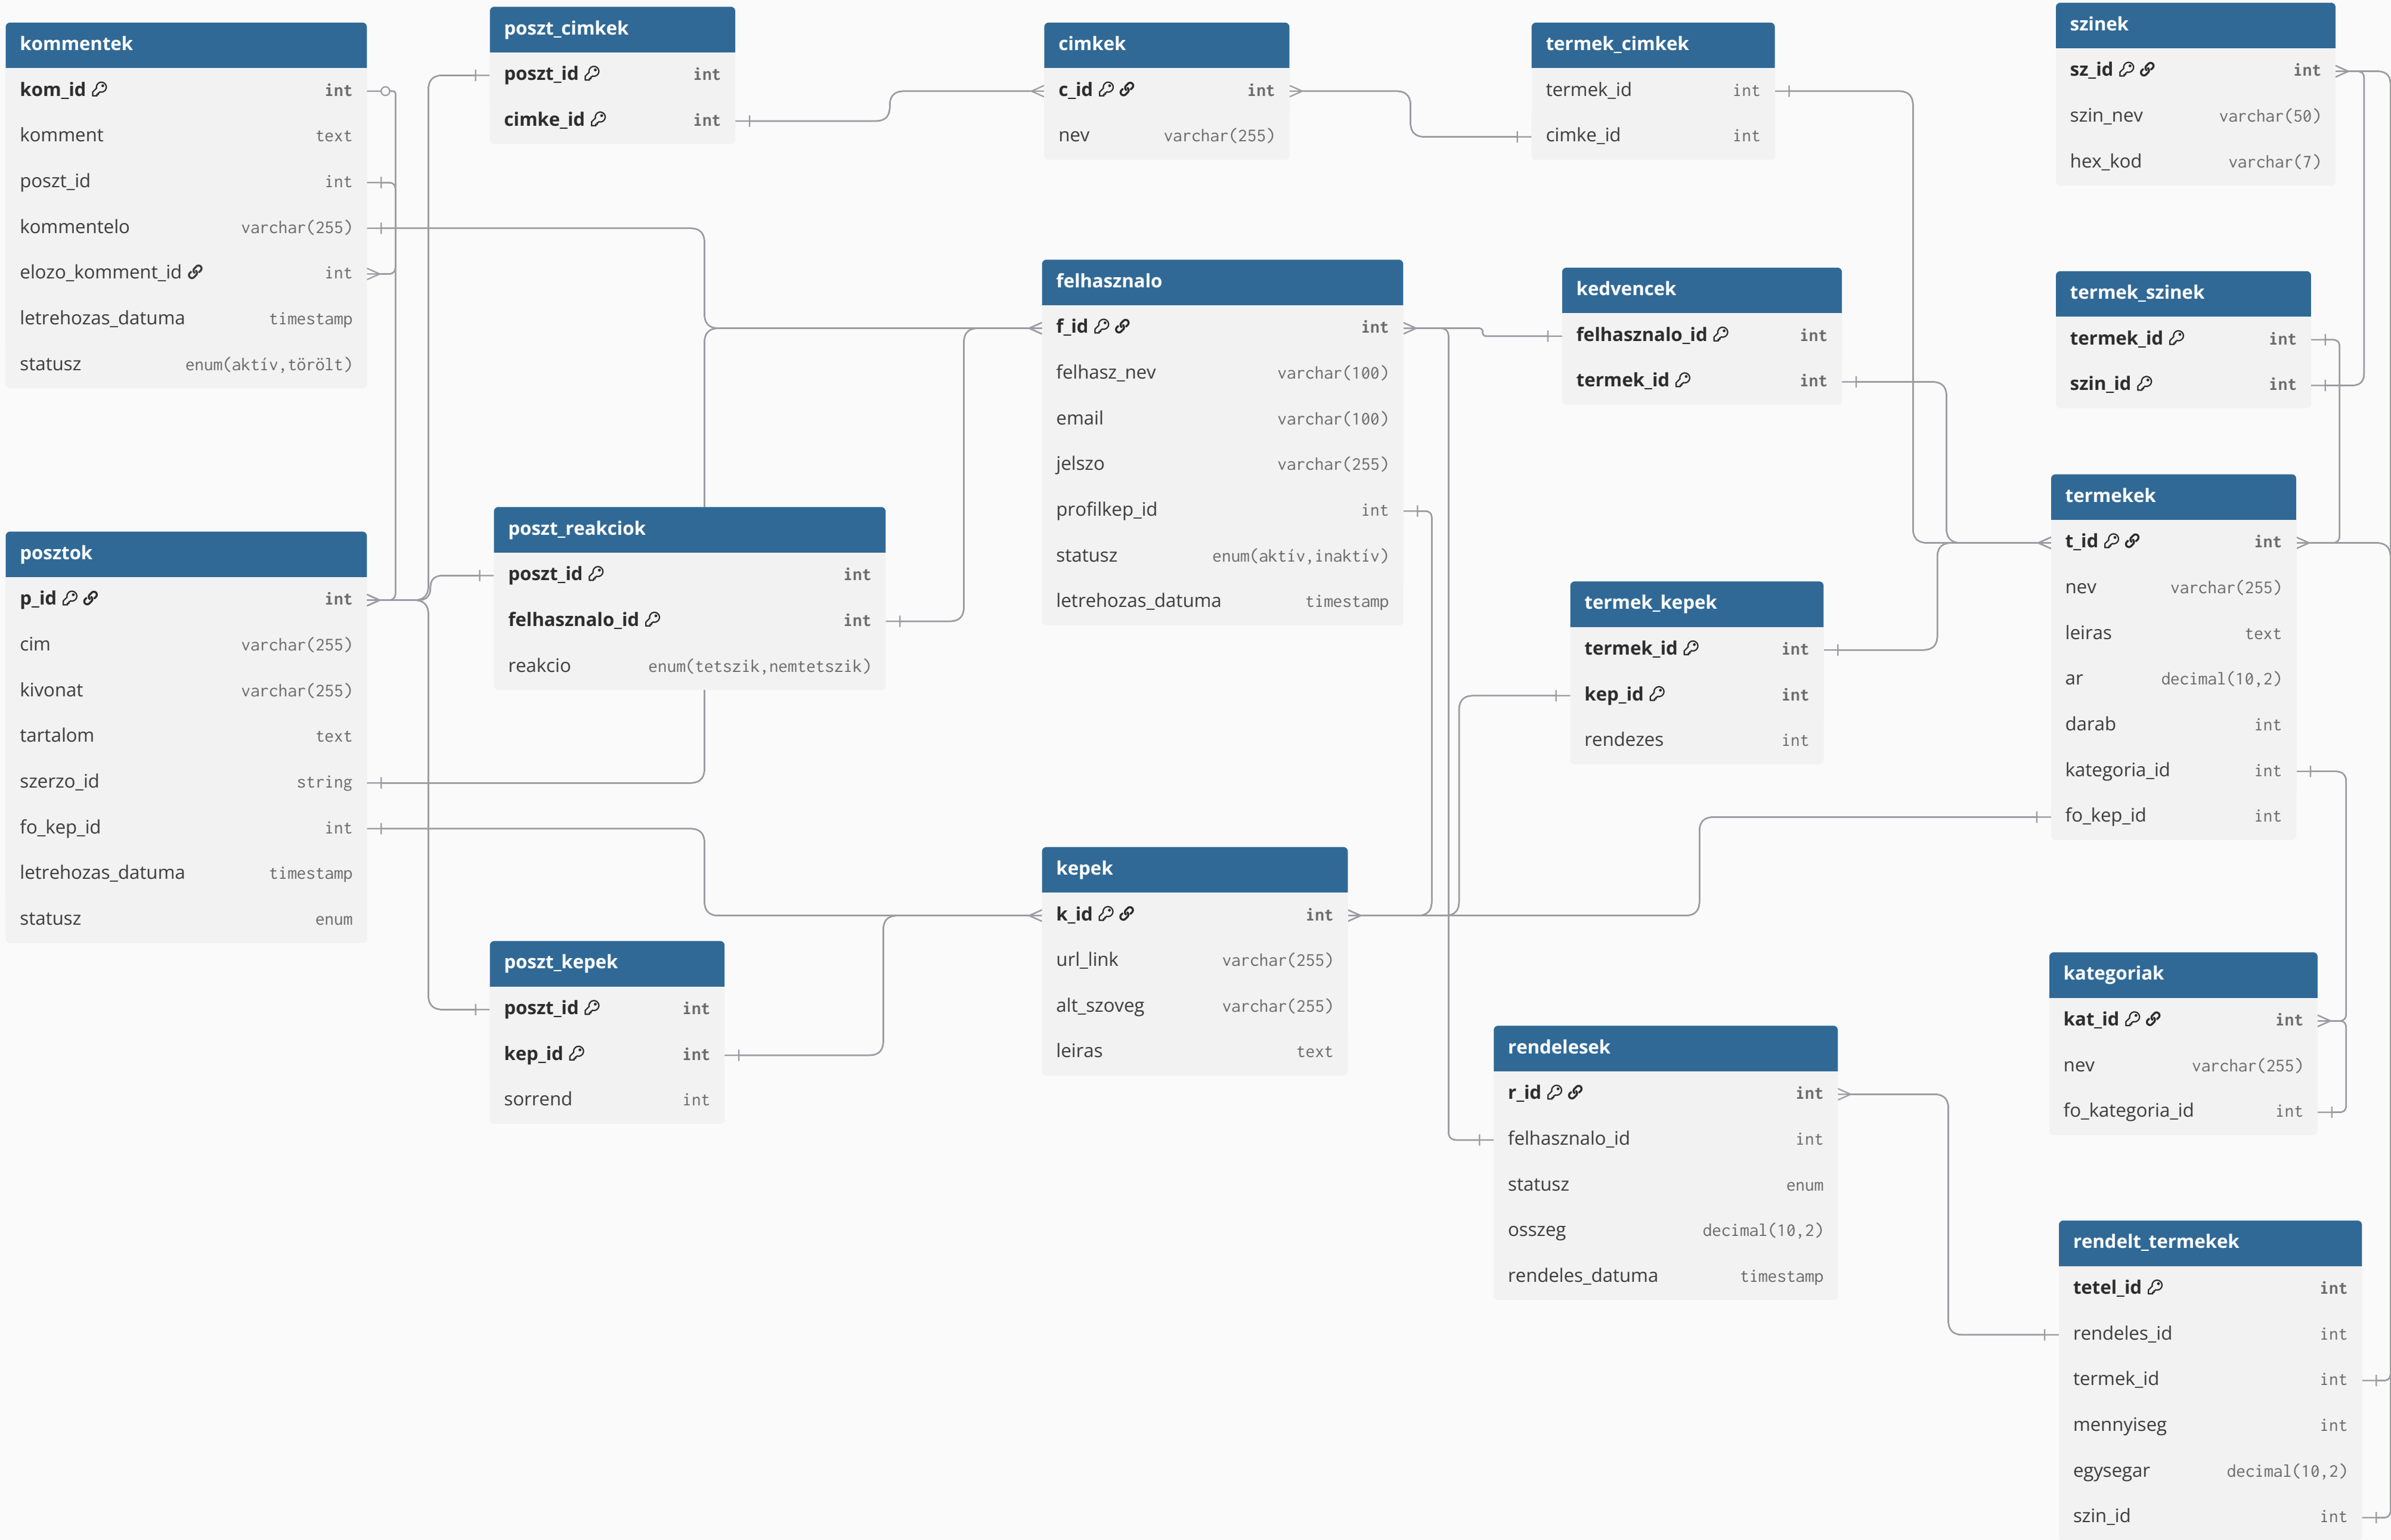 kommentek
kom_id int
komment text
poszt_id int
kommentelo varchar(255)
elozo_komment_id int
letrehozas_datuma timestamp
statusz enum(aktív,törölt)
poszt_cimkek
poszt_id int
cimke_id int
cimkek
c_id int
nev varchar(255)
termek_cimkek
termek_id int
cimke_id int
szinek
sz_id int
szin_nev varchar(50)
hex_kod varchar(7)
felhasznalo
f_id int
felhasz_nev varchar(100)
email varchar(100)
jelszo varchar(255)
profilkep_id int
statusz enum(aktív,inaktív)
letrehozas_datuma timestamp
kedvencek
felhasznalo_id int
termek_id int
termek_szinek
termek_id int
szin_id int
posztok
p_id int
cim varchar(255)
kivonat varchar(255)
tartalom text
szerzo_id string
fo_kep_id int
letrehozas_datuma timestamp
statusz enum
poszt_reakciok
poszt_id int
felhasznalo_id int
reakcio enum(tetszik,nemtetszik)
termek_kepek
termek_id int
kep_id int
rendezes int
termekek
t_id int
nev varchar(255)
leiras text
ar decimal(10,2)
darab int
kategoria_id int
fo_kep_id int
poszt_kepek
poszt_id int
kep_id int
sorrend int
kepek
k_id int
url_link varchar(255)
alt_szoveg varchar(255)
leiras text
rendelesek
r_id int
felhasznalo_id int
statusz enum
osszeg decimal(10,2)
rendeles_datuma timestamp
kategoriak
kat_id int
nev varchar(255)
fo_kategoria_id int
rendelt_termekek
tetel_id int
rendeles_id int
termek_id int
mennyiseg int
egysegar decimal(10,2)
szin_id int